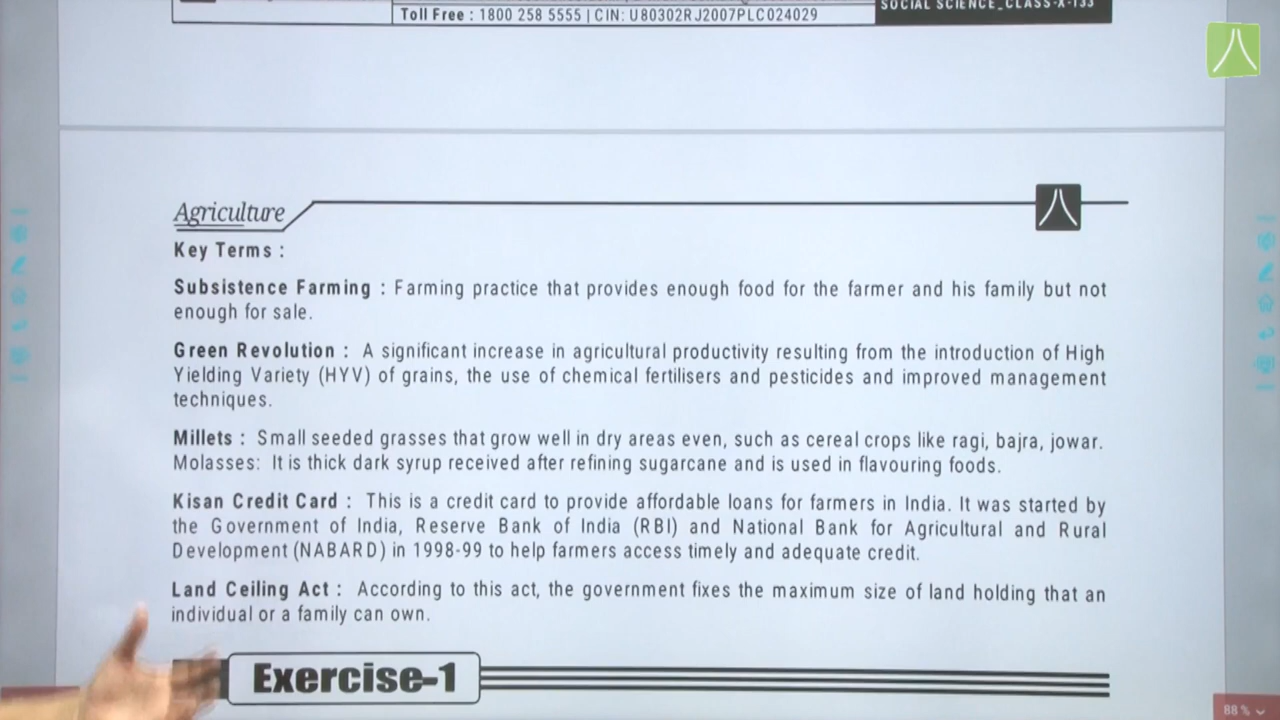 Toll Free : 1800 258 5555 | CIN: U80302RJ2007PLC024029
SOCIAL SCIENCE_CLASS-X-133
Agriculture
Key Terms :
Subsistence Farming : Farming practice that provides enough food for the farmer and his family but not
enough for sale.
Green Revolution : A significant increase in agricultural productivity resulting from the introduction of High
Yielding Variety (HYV) of grains, the use of chemical fertilisers and pesticides and improved management
techniques.
Millets : Small seeded grasses that grow well in dry areas even, such as cereal crops like ragi, bajra, jowar.
Molasses: It is thick dark syrup received after refining sugarcane and is used in flavouring foods.
Kisan Credit Card : This is a credit card to provide affordable loans for farmers in India. It was started by
the Government of India, Reserve Bank of India (RBI) and National Bank for Agricultural and Rural
Development (NABARD) in 1998-99 to help farmers access timely and adequate credit.
Land Ceiling Act : According to this act, the government fixes the maximum size of land holding that an
individual or a family can own.
Exercise-1
88 %